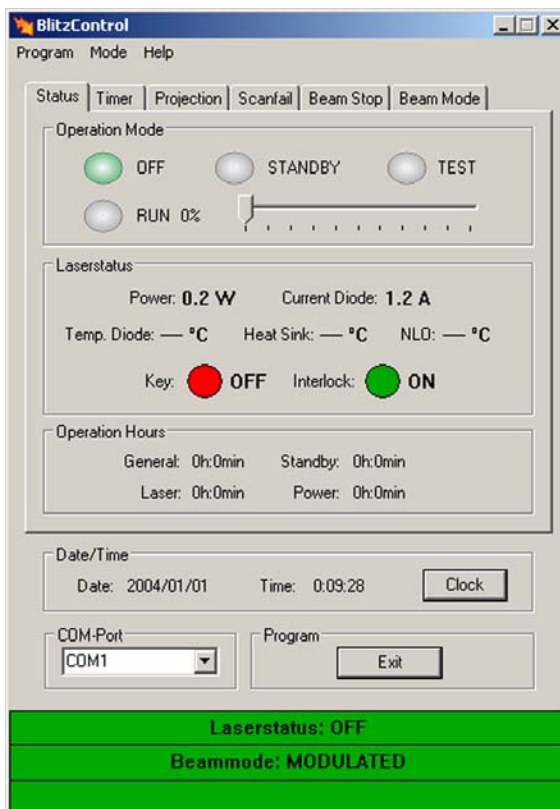 BlitzControl
Program Mode Help
Status Timer Projection Scanfail Beam Stop Beam Mode
Operation Mode
OFF STANDBY TEST
RUN 0%
Laserstatus
Power: 0.2 W Current Diode: 1.2 A
Temp. Diode: — °C Heat Sink: — °C NLO: — °C
Key: OFF Interlock: ON
Operation Hours
General: 0h:0min Standby: 0h:0min
Laser: 0h:0min Power: 0h:0min
Date/Time
Date: 2004/01/01 Time: 0:09:28 Clock
COM-Port Program
COM1 Exit
Laserstatus: OFF
Beammode: MODULATED